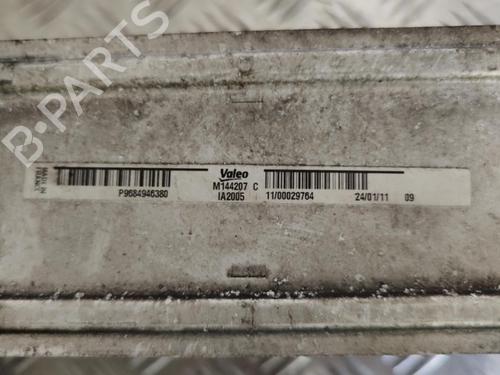 MADE IN
FRANCE
P9684946380
Valeo
M144207 C
IA2005
11/00029764
24/01/11 09
B-PARTS